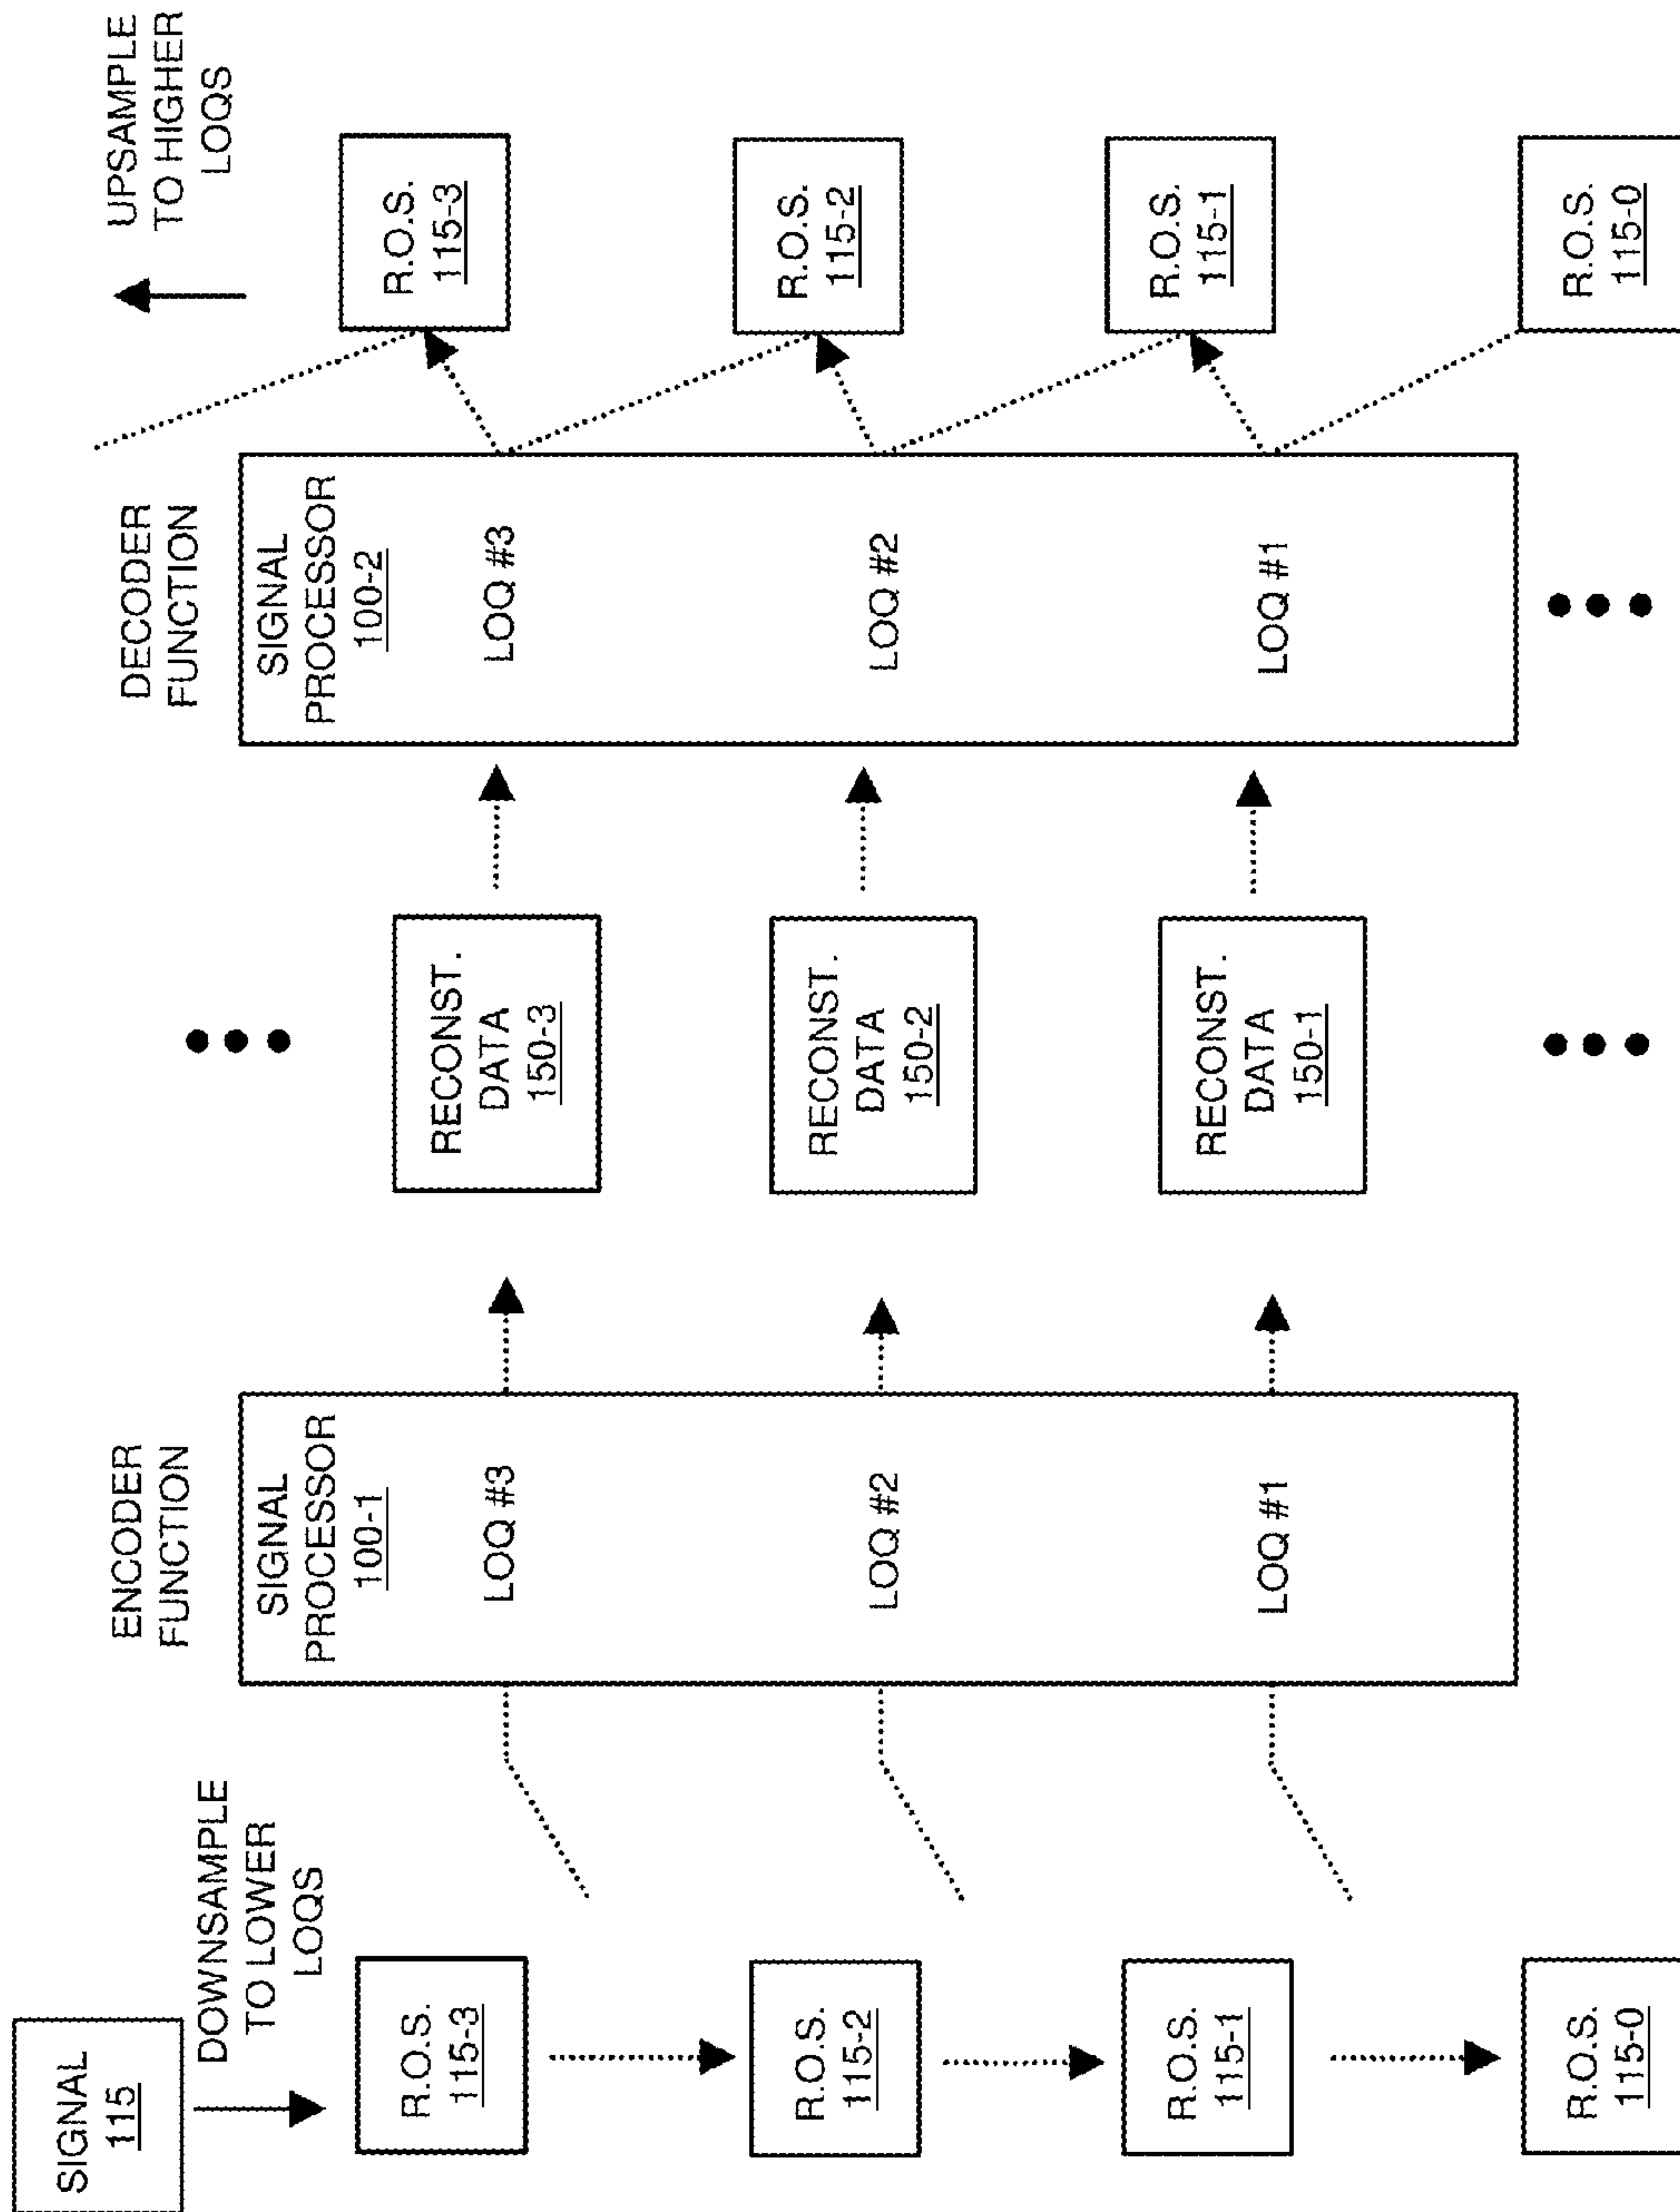 SIGNAL
115
DOWNSAMPLE
TO LOWER
LOQS
R.O.S.
115-3
R.O.S.
115-2
R.O.S.
115-1
R.O.S.
115-0
ENCODER
FUNCTION
SIGNAL
PROCESSOR
100-1
LOQ #3
LOQ #2
LOQ #1
RECONST.
DATA
150-3
RECONST.
DATA
150-2
RECONST.
DATA
150-1
DECODER
FUNCTION
SIGNAL
PROCESSOR
100-2
LOQ #3
LOQ #2
LOQ #1
UPSAMPLE
TO HIGHER
LOQS
R.O.S.
115-3
R.O.S.
115-2
R.O.S.
115-1
R.O.S.
115-0